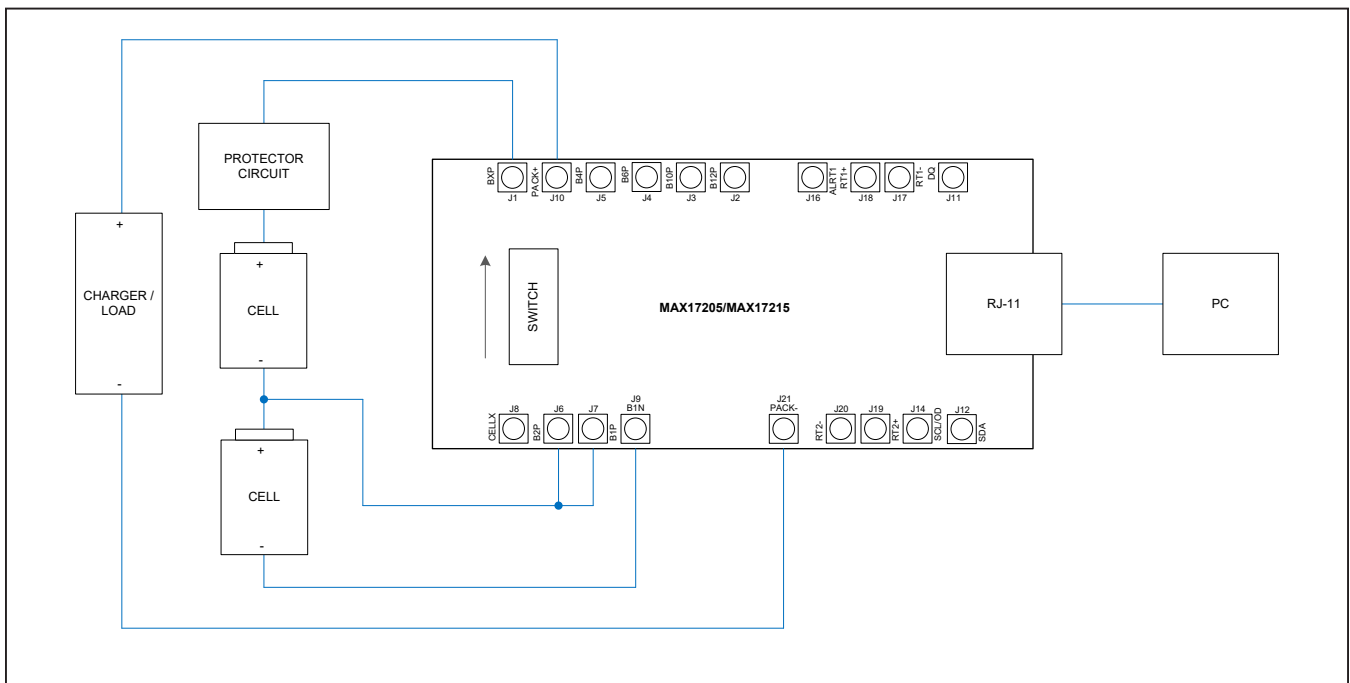 PROTECTOR
CIRCUIT
BXP
PACK+
B4P
B6P
B10P
B12P
ALRT1
RT1+
RT1-
DQ
J1
J10
J5
J4
J3
J2
J16
J18
J17
J11
+
CHARGER /
LOAD
-
+
CELL
-
SWITCH
MAX17205/MAX17215
RJ-11
PC
J8
J6
J7
J9
B1N
J21
PACK-
J20
J19
J14
J12
CELLX
B2P
B1P
RT2-
RT2+
SCL/OD
SDA
+
CELL
-